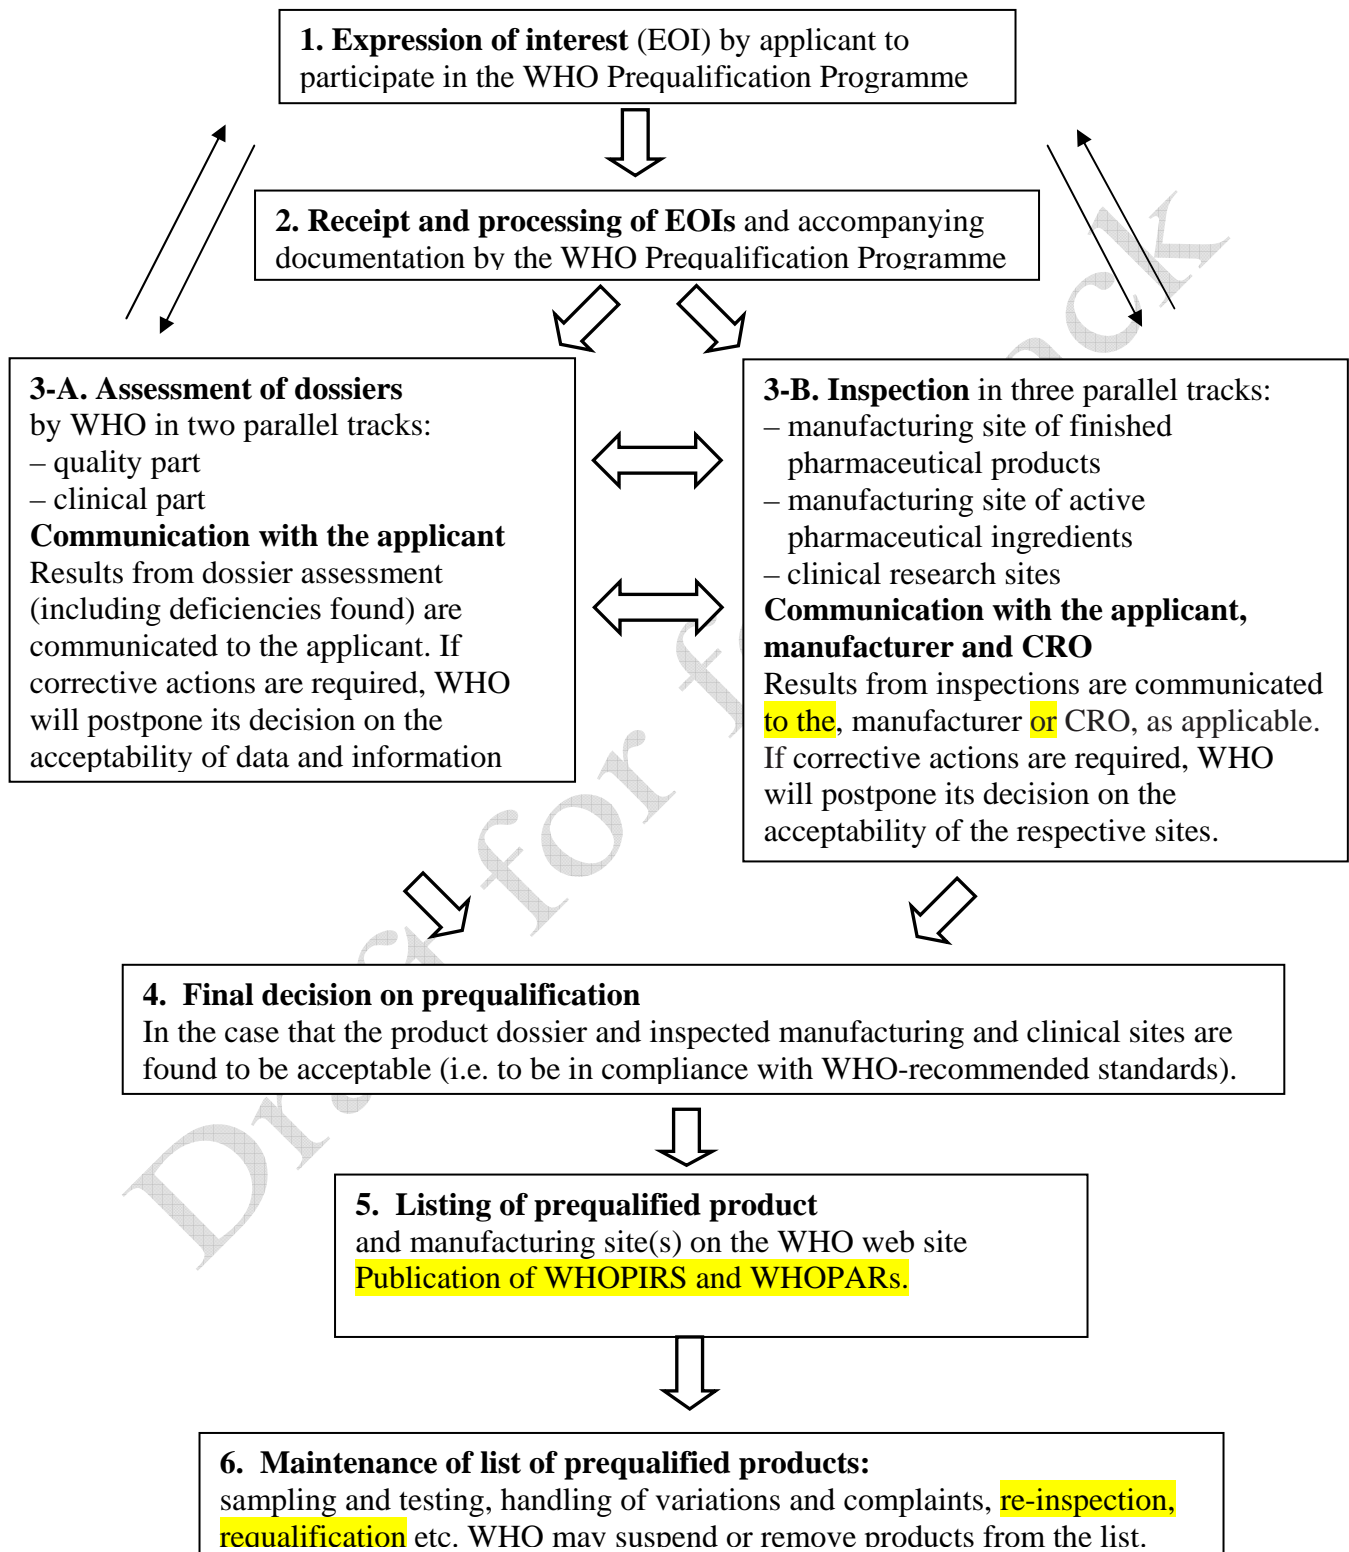 1. Expression of interest (EOI) by applicant to
participate in the WHO Prequalification Programme
2. Receipt and processing of EOIs and accompanying
documentation by the WHO Prequalification Programme
3-A. Assessment of dossiers
by WHO in two parallel tracks:
– quality part
– clinical part
Communication with the applicant
Results from dossier assessment
(including deficiencies found) are
communicated to the applicant. If
corrective actions are required, WHO
will postpone its decision on the
acceptability of data and information
3-B. Inspection in three parallel tracks:
– manufacturing site of finished
pharmaceutical products
– manufacturing site of active
pharmaceutical ingredients
– clinical research sites
Communication with the applicant,
manufacturer and CRO
Results from inspections are communicated
to the, manufacturer or CRO, as applicable.
If corrective actions are required, WHO
will postpone its decision on the
acceptability of the respective sites.
4. Final decision on prequalification
In the case that the product dossier and inspected manufacturing and clinical sites are
found to be acceptable (i.e. to be in compliance with WHO-recommended standards).
5. Listing of prequalified product
and manufacturing site(s) on the WHO web site
Publication of WHOPIRS and WHOPARs.
6. Maintenance of list of prequalified products:
sampling and testing, handling of variations and complaints, re-inspection,
requalification etc. WHO may suspend or remove products from the list.